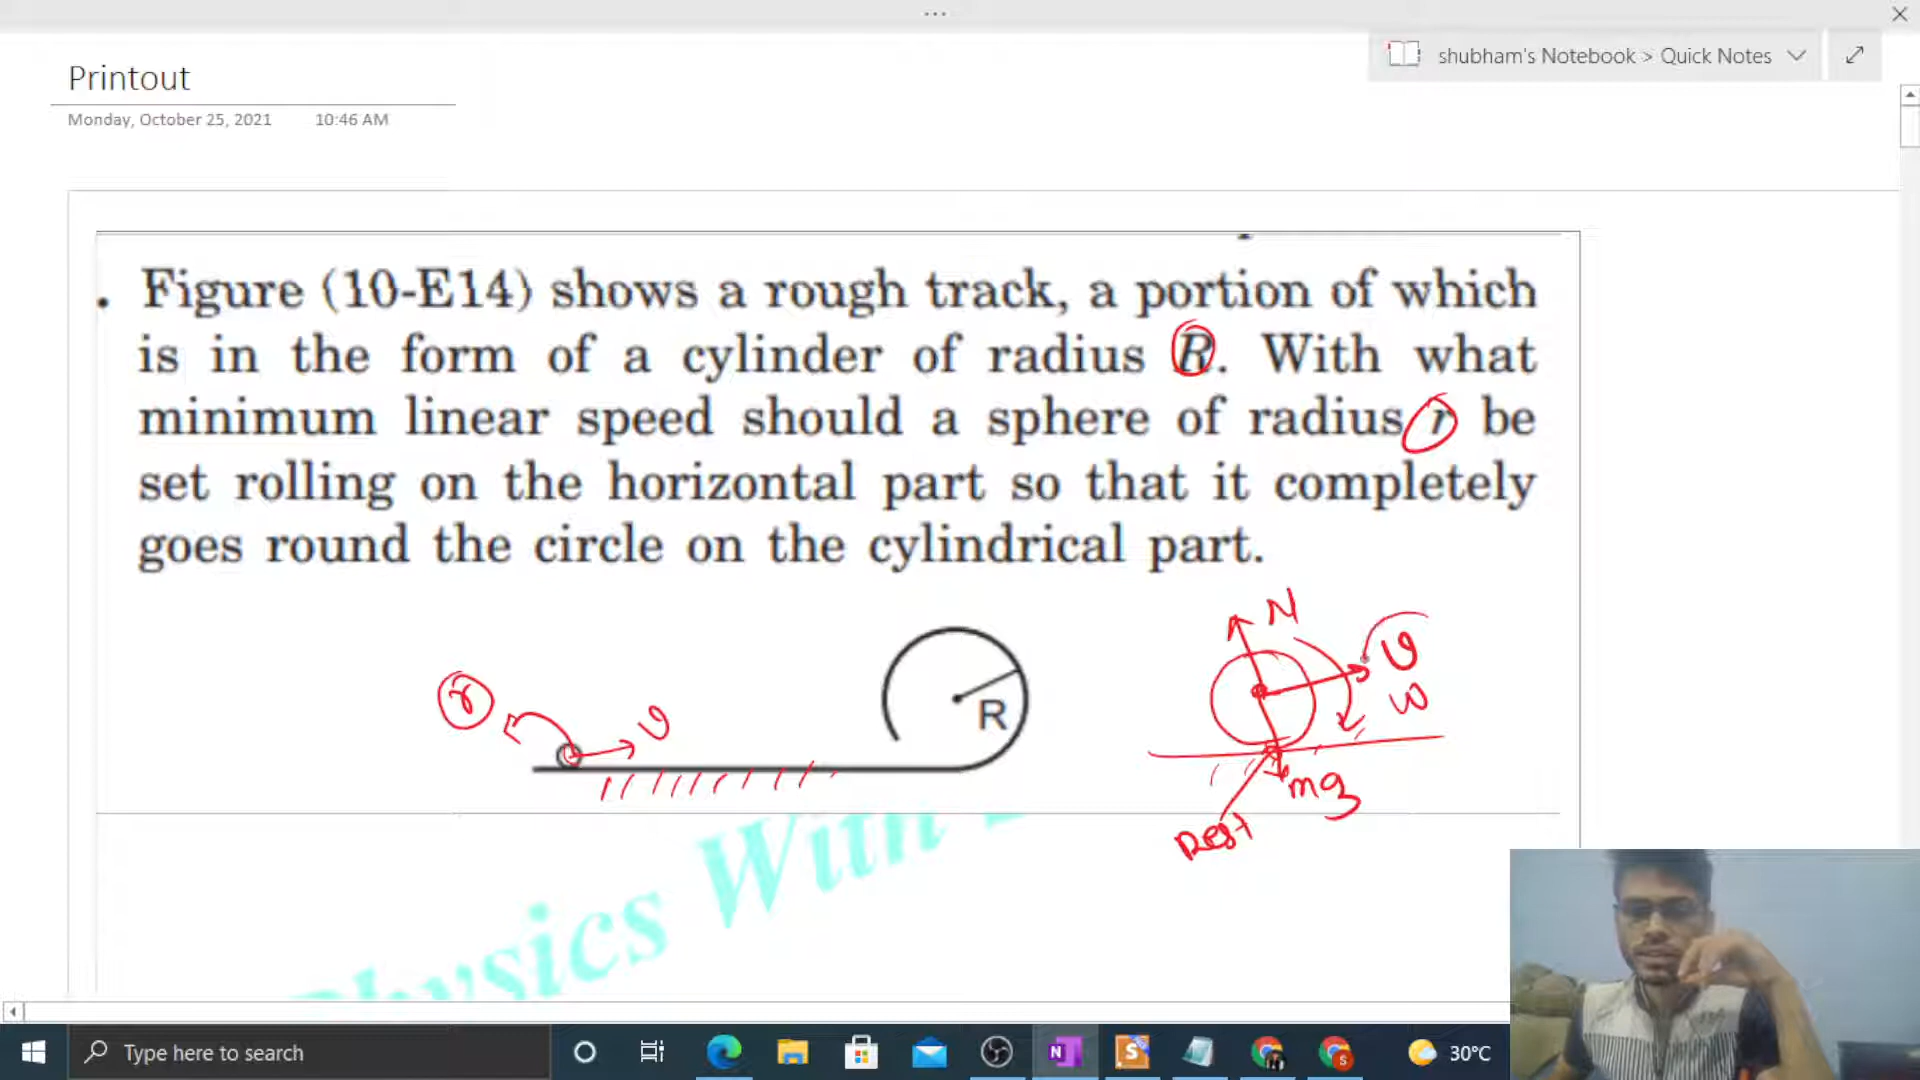 ...
shubham's Notebook > Quick Notes
Printout
Monday, October 25, 2021 10:46 AM
. Figure (10-E14) shows a rough track, a portion of which
is in the form of a cylinder of radius R. With what
minimum linear speed should a sphere of radius r be
set rolling on the horizontal part so that it completely
goes round the circle on the cylindrical part.
N
r
v
R
v
w
mg
Rest
Physics With
Type here to search
30°C